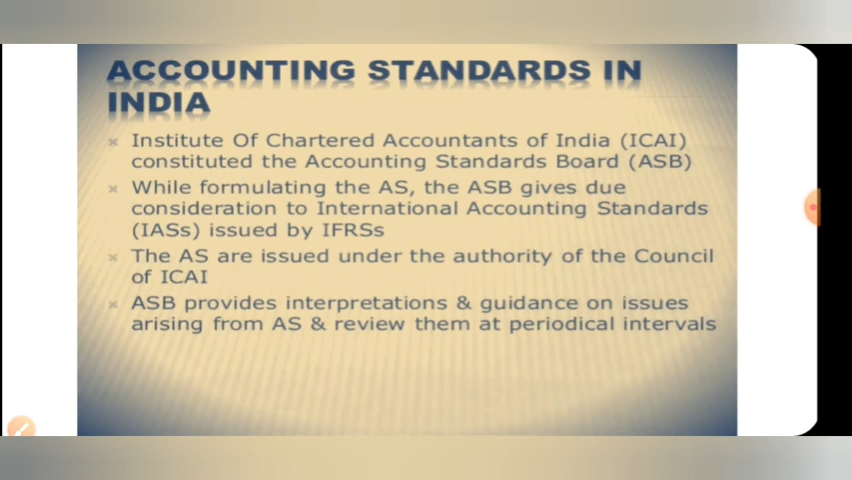 ACCOUNTING STANDARDS IN
INDIA
Institute Of Chartered Accountants of India (ICAI)
constituted the Accounting Standards Board (ASB)
While formulating the AS, the ASB gives due
consideration to International Accounting Standards
(IASs) issued by IFRSs
The AS are issued under the authority of the Council
of ICAI
ASB provides interpretations & guidance on issues
arising from AS & review them at periodical intervals